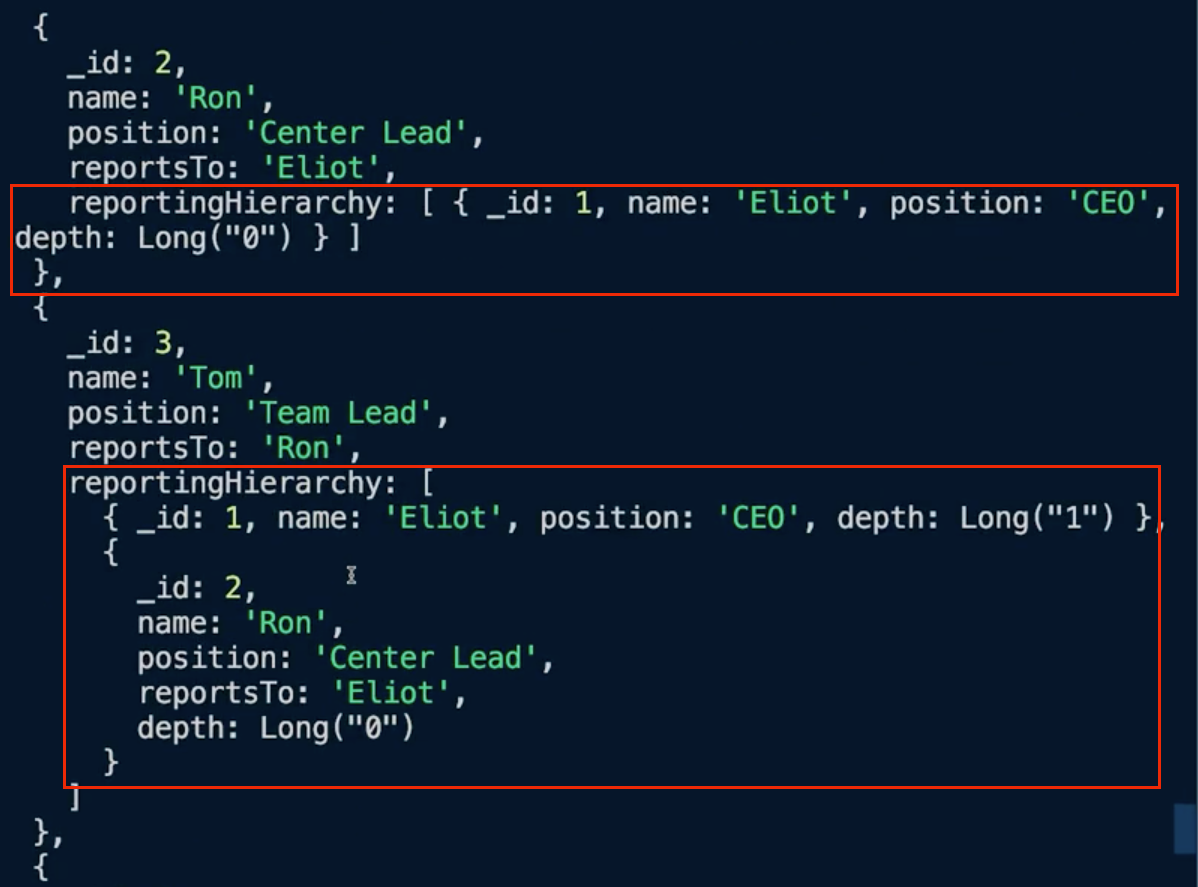 {
_id: 2,
name: 'Ron',
position: 'Center Lead',
reportsTo: 'Eliot',
reportingHierarchy: [ { _id: 1, name: 'Eliot', position: 'CEO',
depth: Long("0") } ]
},
{
_id: 3,
name: 'Tom',
position: 'Team Lead',
reportsTo: 'Ron',
reportingHierarchy: [
{ _id: 1, name: 'Eliot', position: 'CEO', depth: Long("1") },
{
_id: 2,
name: 'Ron',
position: 'Center Lead',
reportsTo: 'Eliot',
depth: Long("0")
}
]
},
{